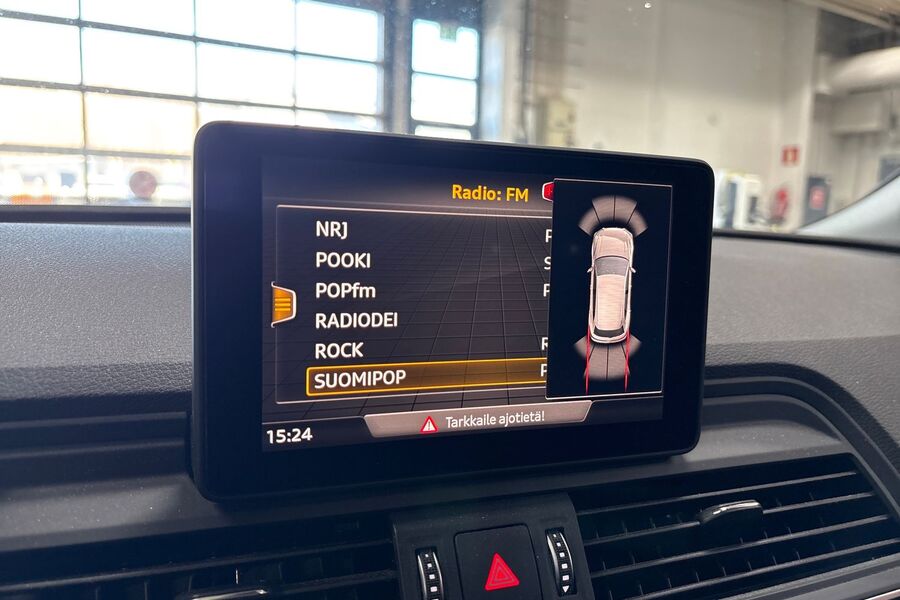 Radio: FM
NRJ
POOKI
POPfm
RADIODEI
ROCK
SUOMIPOP
Tarkkaile ajotietä!
15:24